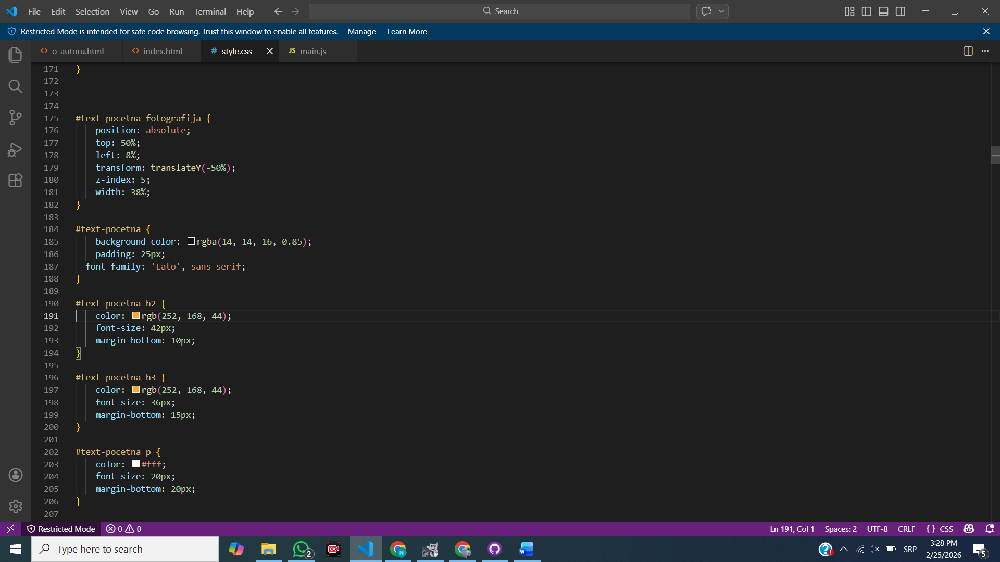 File Edit Selection View Go Run Terminal Help Search
Restricted Mode is intended for safe code browsing. Trust this window to enable all features. Manage Learn More
o-autoru.html index.html # style.css JS main.js
171 }
172
173
174
175 #text-pocetna-fotografija {
176 position: absolute;
177 top: 50%;
178 left: 8%;
179 transform: translateY(-50%);
180 z-index: 5;
181 width: 38%;
182 }
183
184 #text-pocetna {
185 background-color: rgba(14, 14, 16, 0.85);
186 padding: 25px;
187 font-family: 'Lato', sans-serif;
188 }
189
190 #text-pocetna h2 {
191 color: rgb(252, 168, 44);
192 font-size: 42px;
193 margin-bottom: 10px;
194 }
195
196 #text-pocetna h3 {
197 color: rgb(252, 168, 44);
198 font-size: 36px;
199 margin-bottom: 15px;
200 }
201
202 #text-pocetna p {
203 color: #fff;
204 font-size: 20px;
205 margin-bottom: 20px;
206 }
207
Restricted Mode 0 0 Ln 191, Col 1 Spaces: 2 UTF-8 CRLF { } CSS
Type here to search 2 N W SRP 3:28 PM
2/25/2026 5